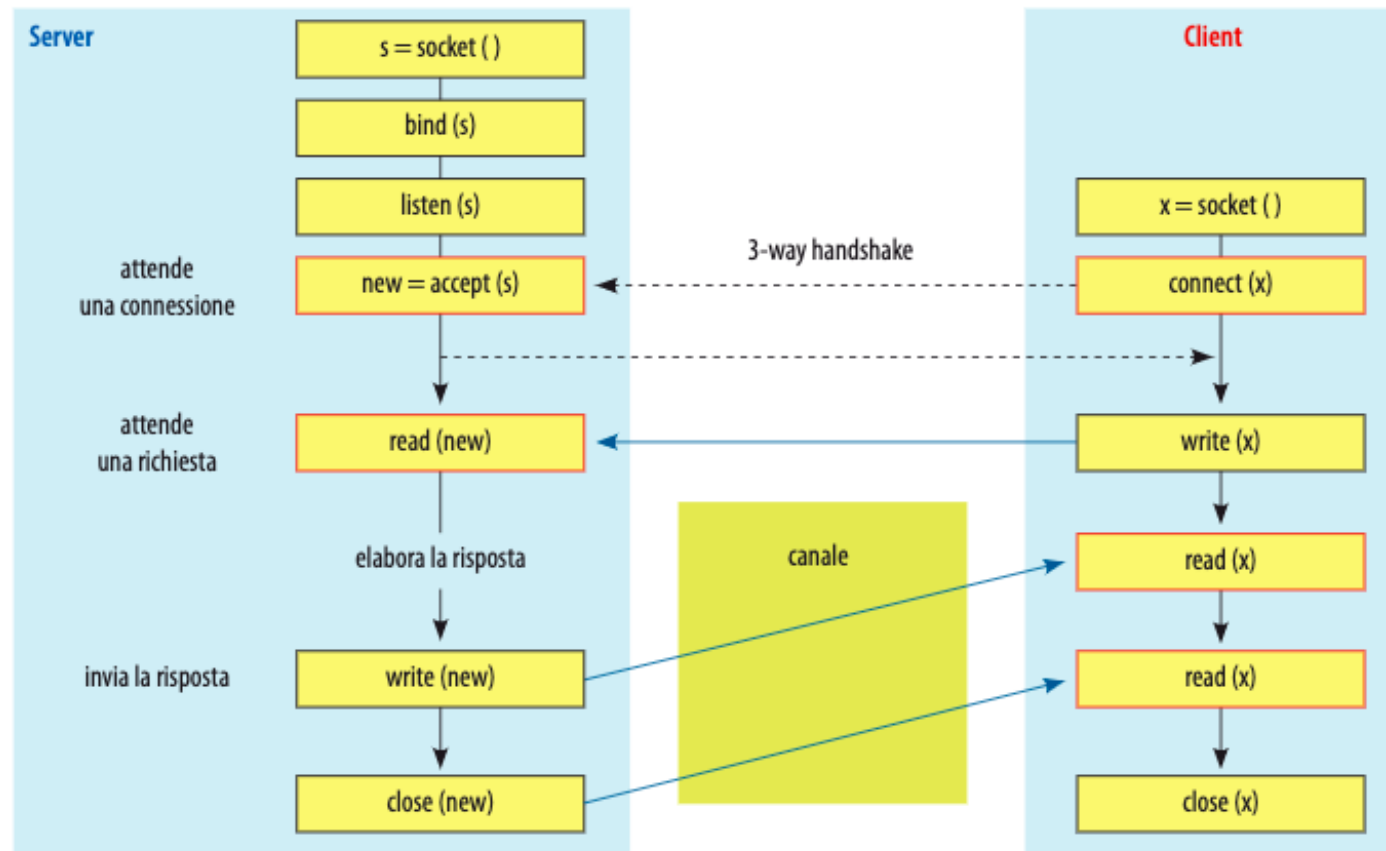 Server
Client
s = socket ( )
bind (s)
listen (s)
x = socket ( )
3-way handshake
attende
una connessione
new = accept (s)
connect (x)
attende
una richiesta
read (new)
write (x)
elabora la risposta
canale
read (x)
invia la risposta
write (new)
read (x)
close (new)
close (x)